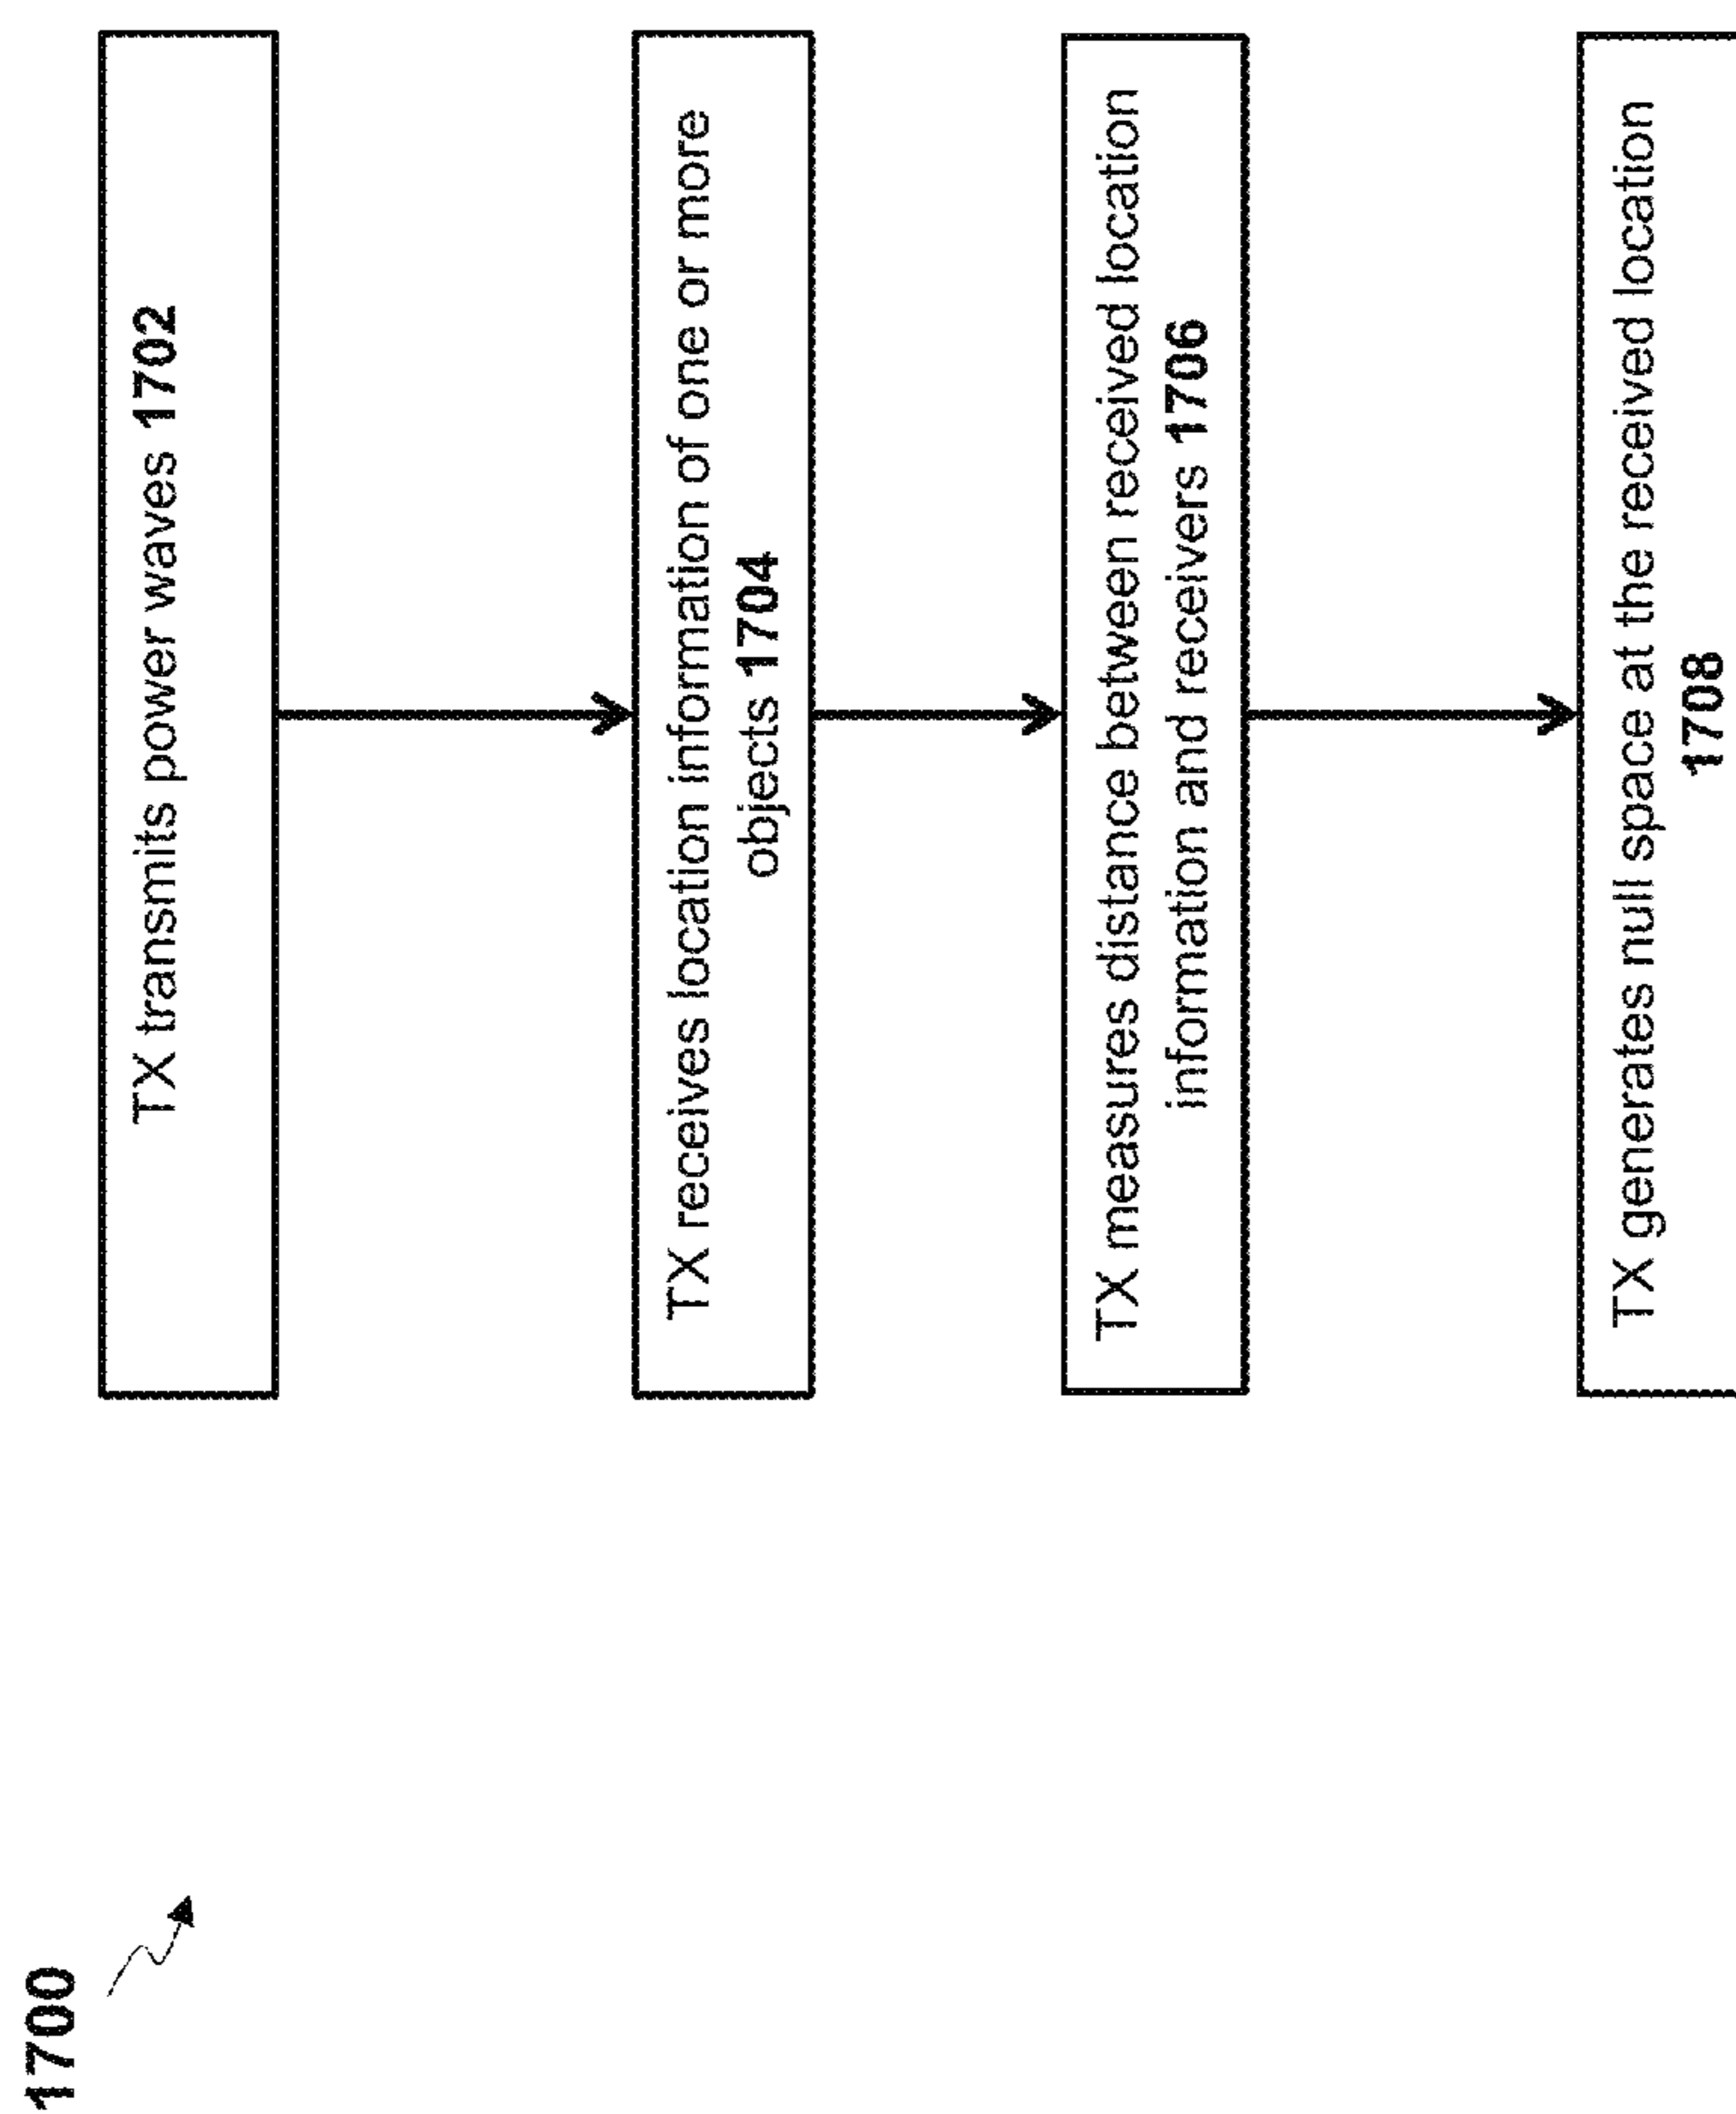 1700
TX transmits power waves 1702
TX receives location information of one or more
objects 1704
TX measures distance between received location
information and receivers 1706
TX generates null space at the received location
1708